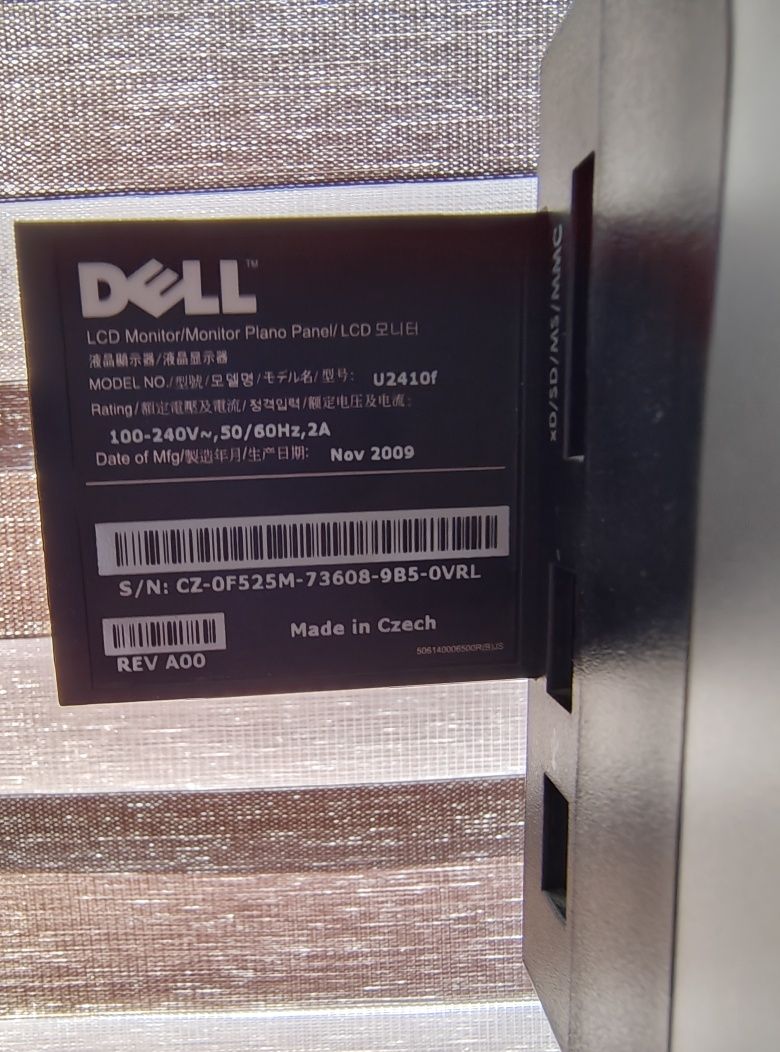 DELL™
LCD Monitor/Monitor Plano Panel/ LCD 모니터
液晶顯示器/液晶显示器
MODEL NO./型號/모델명/モデル名/型号: U2410f
Rating/額定電壓及電流/정격입력/额定电压及电流:
100-240V~,50/60Hz,2A
Date of Mfg/製造年月/生产日期: Nov 2009
S/N: CZ-0F525M-73608-9B5-0VRL
Made in Czech
REV A00
506140006500R(B)JS
xD/SD/MS/MMC